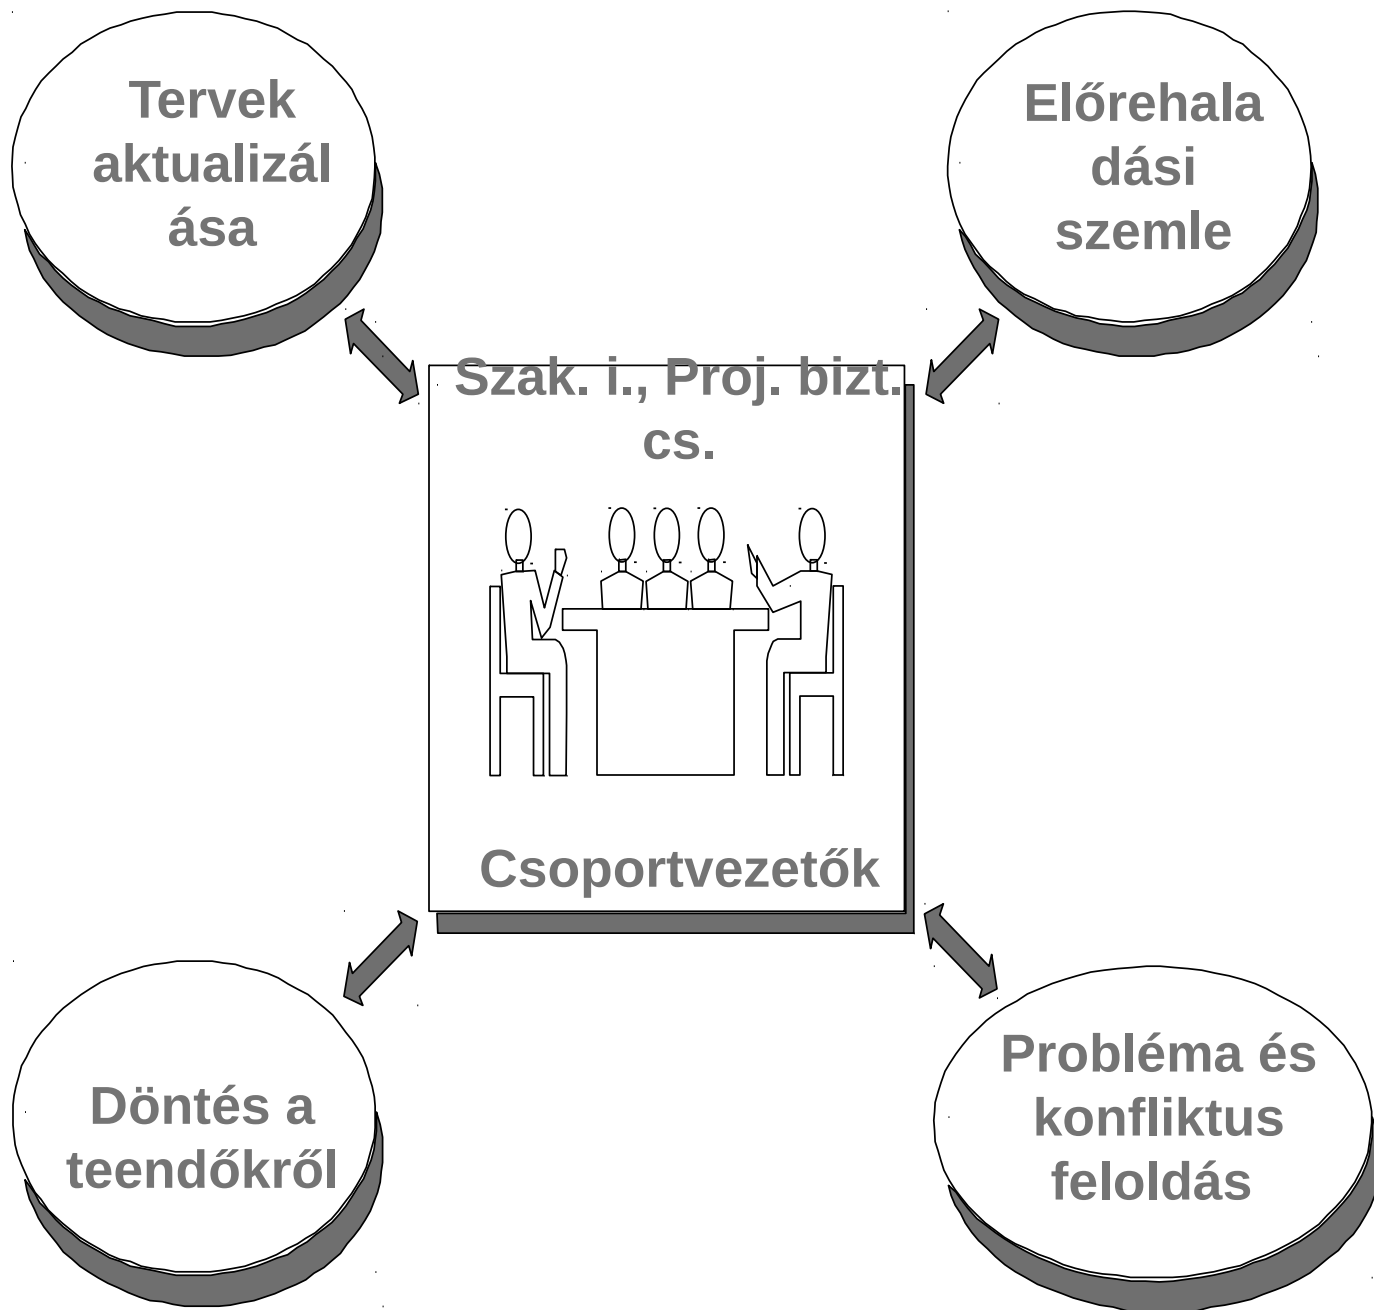 Tervek
aktualizál
ása
Előrehala
dási
szemle
Szak. i., Proj. bizt.
cs.
Csoportvezetők
Döntés a
teendőkről
Probléma és
konfliktus
feloldás